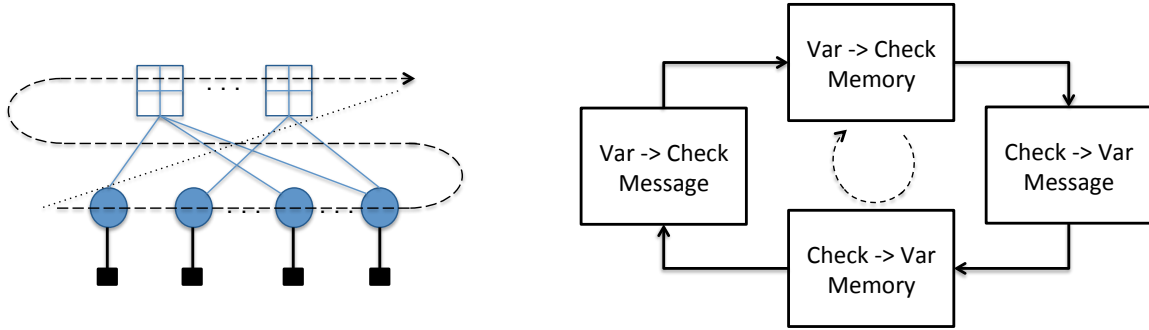 Var -> Check
Memory
. . .
Var -> Check
Message
Check -> Var
Message
. . .
. . .
Check -> Var
Memory